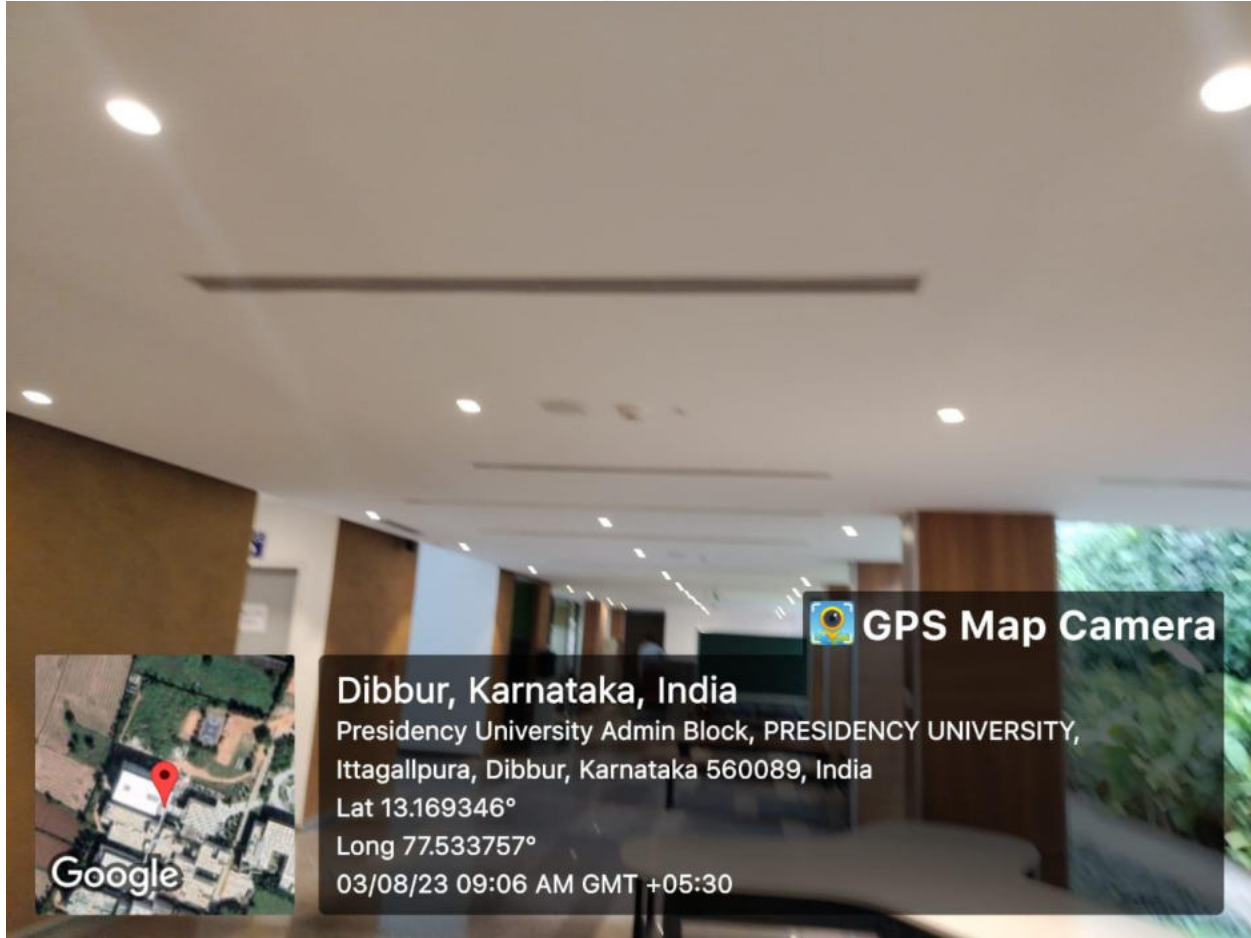 GPS Map Camera
Dibbur, Karnataka, India
Presidency University Admin Block, PRESIDENCY UNIVERSITY,
Ittagallpura, Dibbur, Karnataka 560089, India
Lat 13.169346°
Long 77.533757°
03/08/23 09:06 AM GMT +05:30
Google